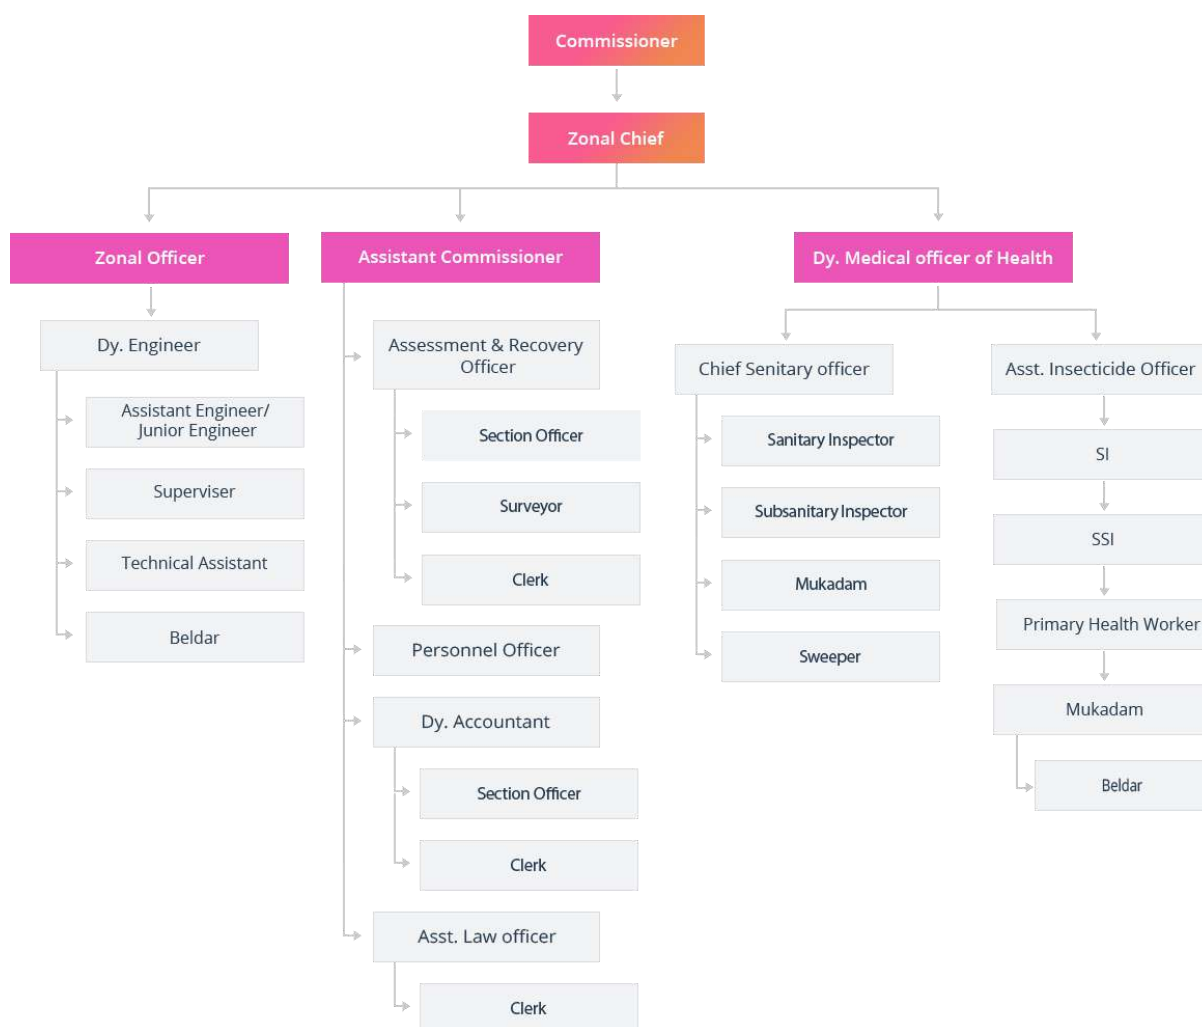 Commissioner
Zonal Chief
Zonal Officer
Assistant Commissioner
Dy. Medical officer of Health
Dy. Engineer
Assistant Engineer/
Junior Engineer
Superviser
Technical Assistant
Beldar
Assessment & Recovery
Officer
Section Officer
Surveyor
Clerk
Personnel Officer
Dy. Accountant
Section Officer
Clerk
Asst. Law officer
Clerk
Chief Senitary officer
Sanitary Inspector
Subsanitary Inspector
Mukadam
Sweeper
Asst. Insecticide Officer
SI
SSI
Primary Health Worker
Mukadam
Beldar